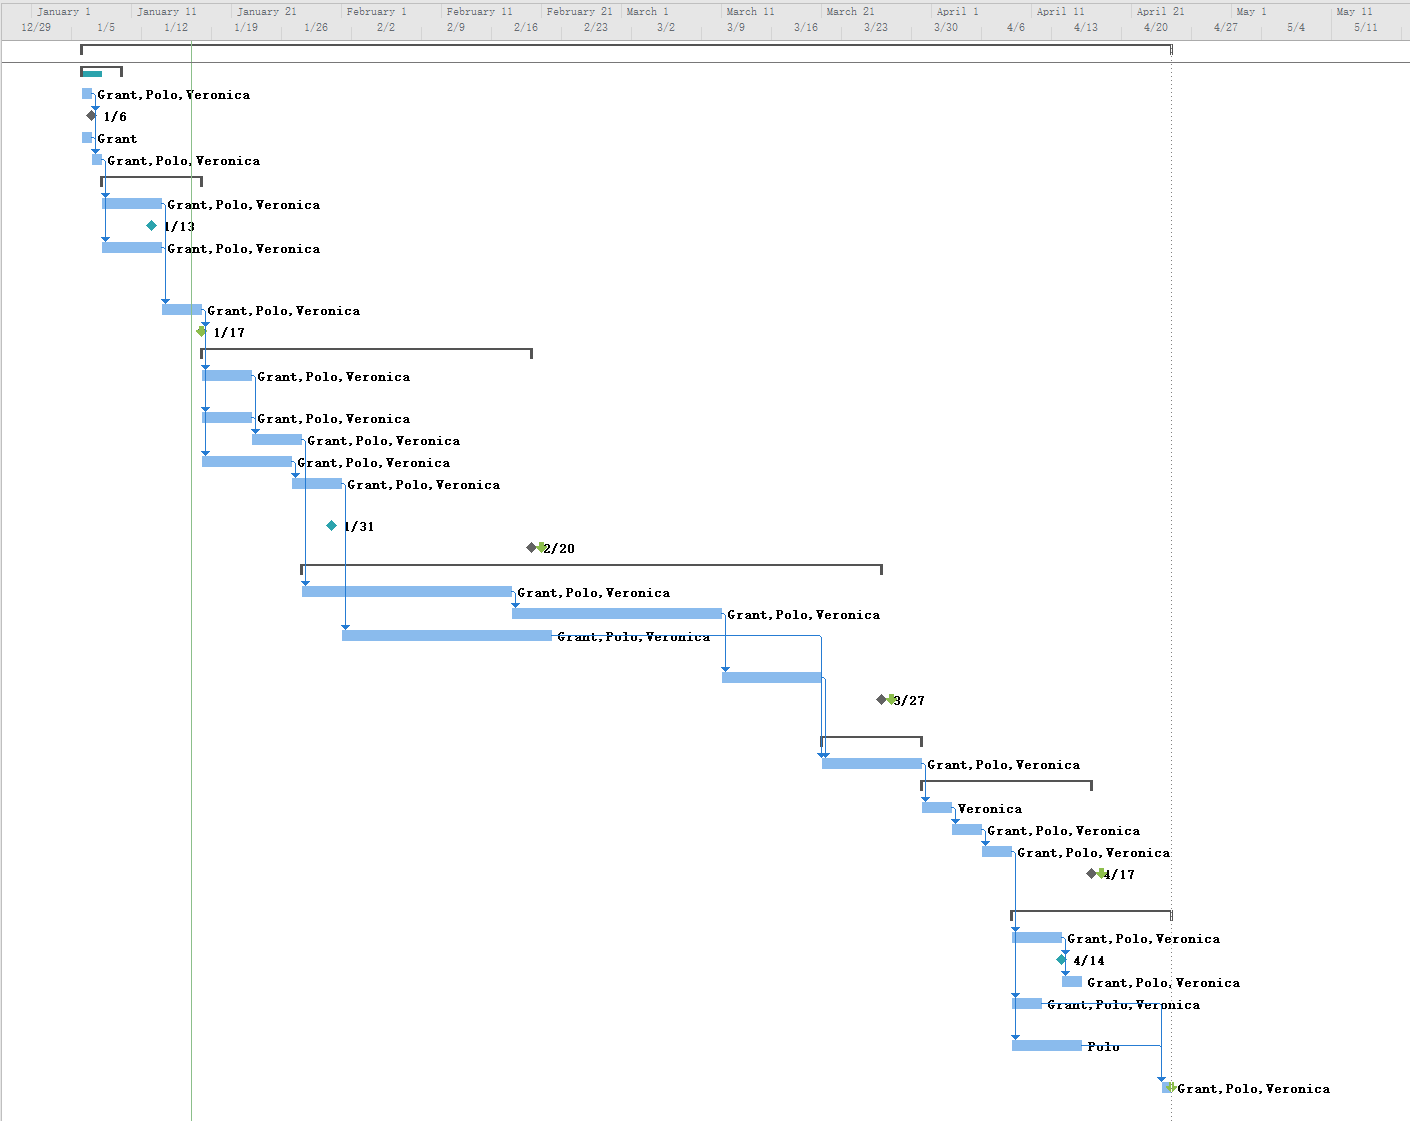 January 1 January 11 January 21 February 1 February 11 February 21 March 1 March 11 March 21 April 1 April 11 April 21 May 1 May 11
12/29 1/5 1/12 1/19 1/26 2/2 2/9 2/16 2/23 3/2 3/9 3/16 3/23 3/30 4/6 4/13 4/20 4/27 5/4 5/11
Grant,Polo,Veronica
1/6
Grant
Grant,Polo,Veronica
Grant,Polo,Veronica
1/13
Grant,Polo,Veronica
Grant,Polo,Veronica
1/17
Grant,Polo,Veronica
Grant,Polo,Veronica
Grant,Polo,Veronica
Grant,Polo,Veronica
Grant,Polo,Veronica
1/31
2/20
Grant,Polo,Veronica
Grant,Polo,Veronica
Grant,Polo,Veronica
3/27
Grant,Polo,Veronica
Veronica
Grant,Polo,Veronica
Grant,Polo,Veronica
4/17
Grant,Polo,Veronica
4/14
Grant,Polo,Veronica
Grant,Polo,Veronica
Polo
Grant,Polo,Veronica